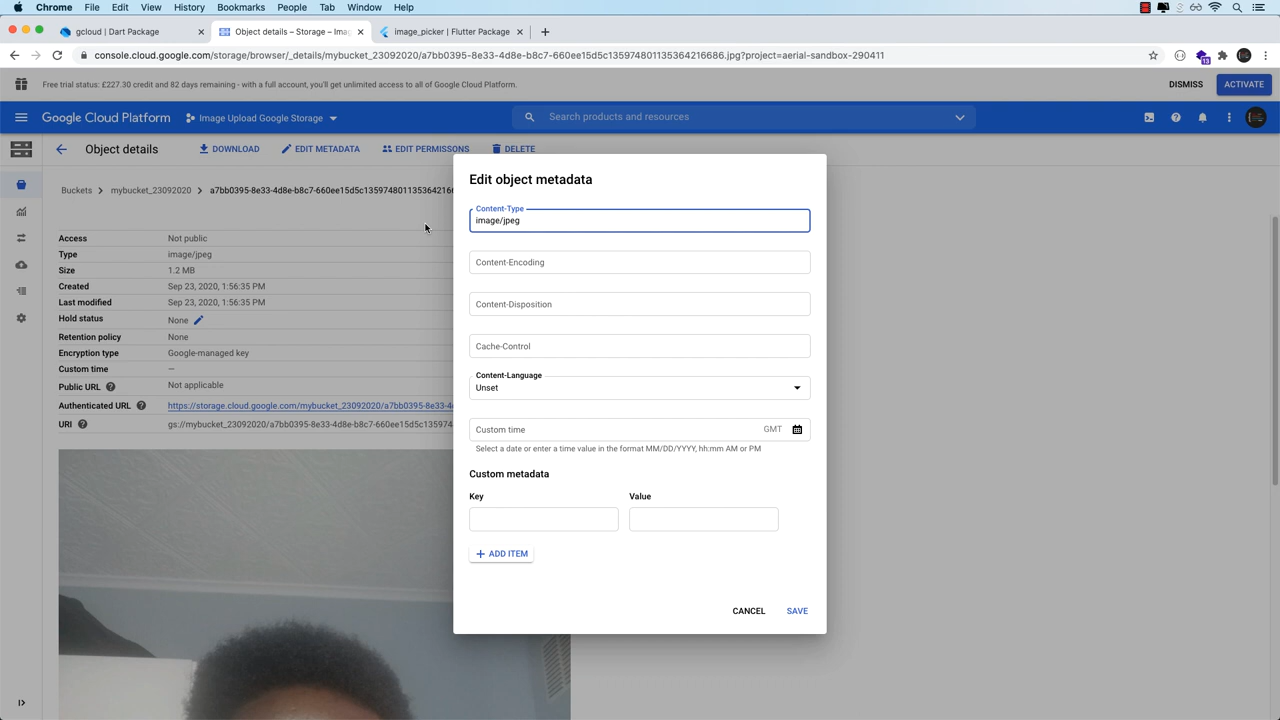 Chrome File Edit View History Bookmarks People Tab Window Help
gcloud | Dart Package
Object details – Storage – Ima
image_picker | Flutter Package
console.cloud.google.com/storage/browser/_details/mybucket_23092020/a7bb0395-8e33-4d8e-b8c7-660ee15d5c135974801135364216686.jpg?project=aerial-sandbox-290411
13
Free trial status: £227.30 credit and 82 days remaining - with a full account, you'll get unlimited access to all of Google Cloud Platform.
DISMISS ACTIVATE
Google Cloud Platform Image Upload Google Storage Search products and resources
Object details DOWNLOAD EDIT METADATA EDIT PERMISSONS DELETE
Buckets mybucket_23092020 a7bb0395-8e33-4d8e-b8c7-660ee15d5c1359748011353642166
Access Not public
Type image/jpeg
Size 1.2 MB
Created Sep 23, 2020, 1:56:35 PM
Last modified Sep 23, 2020, 1:56:35 PM
Hold status None
Retention policy None
Encryption type Google-managed key
Custom time —
Public URL Not applicable
Authenticated URL https://storage.cloud.google.com/mybucket_23092020/a7bb0395-8e33-4
URI gs://mybucket_23092020/a7bb0395-8e33-4d8e-b8c7-660ee15d5c135974
Edit object metadata
Content-Type
image/jpeg
Content-Encoding
Content-Disposition
Cache-Control
Content-Language
Unset
Custom time GMT
Select a date or enter a time value in the format MM/DD/YYYY, hh:mm AM or PM
Custom metadata
Key Value
ADD ITEM
CANCEL SAVE